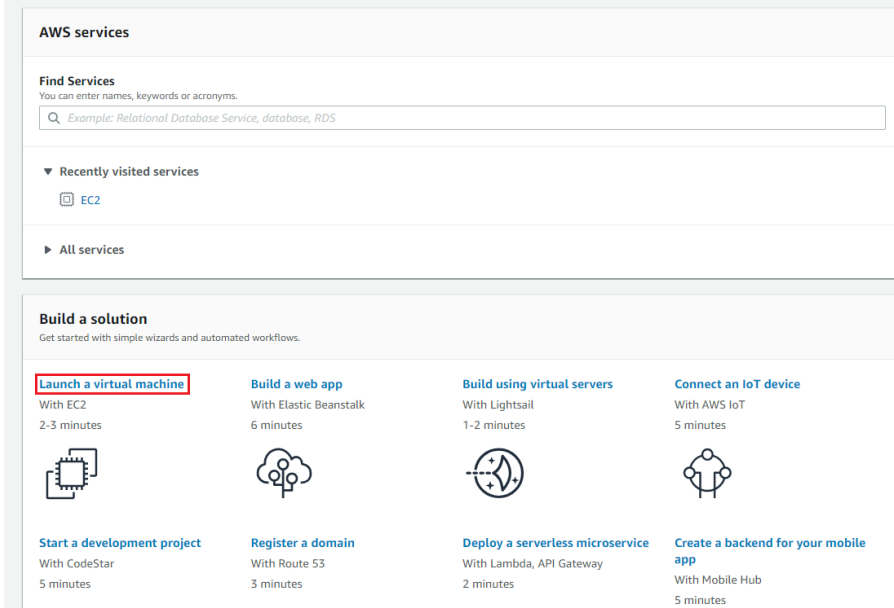 AWS services
Find Services
You can enter names, keywords or acronyms.
Example: Relational Database Service, database, RDS
Recently visited services
EC2
All services
Build a solution
Get started with simple wizards and automated workflows.
Launch a virtual machine
With EC2
2-3 minutes
Build a web app
With Elastic Beanstalk
6 minutes
Build using virtual servers
With Lightsail
1-2 minutes
Connect an IoT device
With AWS IoT
5 minutes
Start a development project
With CodeStar
5 minutes
Register a domain
With Route 53
3 minutes
Deploy a serverless microservice
With Lambda, API Gateway
2 minutes
Create a backend for your mobile
app
With Mobile Hub
5 minutes